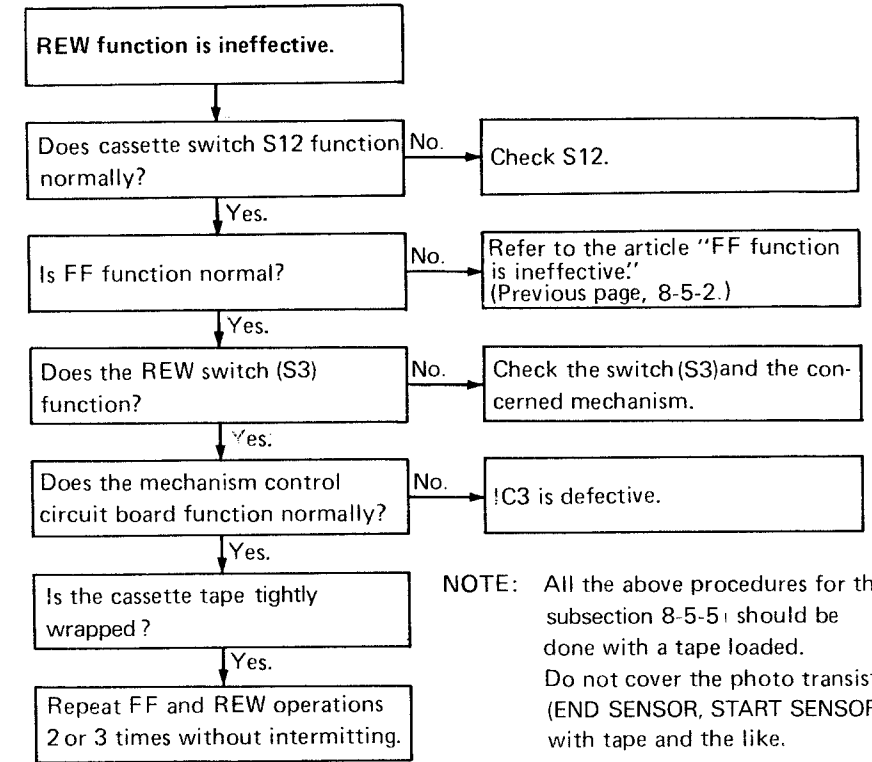 REW function is ineffective.
Does cassette switch S12 function
normally?
No.
Check S12.
Yes.
Is FF function normal?
No.
Refer to the article "FF function
is ineffective."
(Previous page, 8-5-2.)
Yes.
Does the REW switch (S3)
function?
No.
Check the switch (S3) and the con-
cerned mechanism.
Yes.
Does the mechanism control
circuit board function normally?
No.
IC3 is defective.
Yes.
Is the cassette tape tightly
wrapped?
Yes.
Repeat FF and REW operations
2 or 3 times without intermitting.
NOTE: All the above procedures for th
subsection 8-5-5 should be
done with a tape loaded.
Do not cover the photo transist
(END SENSOR, START SENSOR
with tape and the like.